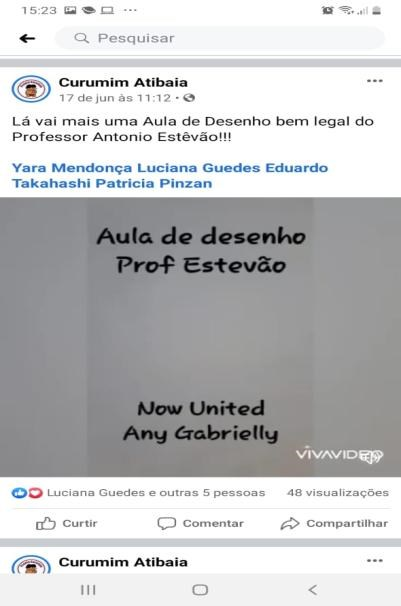 15:23
Pesquisar
Curumim Atibaia
17 de jun às 11:12
Lá vai mais uma Aula de Desenho bem legal do
Professor Antonio Estêvão!!!
Yara Mendonça Luciana Guedes Eduardo
Takahashi Patricia Pinzan
Aula de desenho
Prof Estevão
Now United
Any Gabrielly
VIVAVIDEO
Luciana Guedes e outras 5 pessoas 48 visualizações
Curtir Comentar Compartilhar
Curumim Atibaia